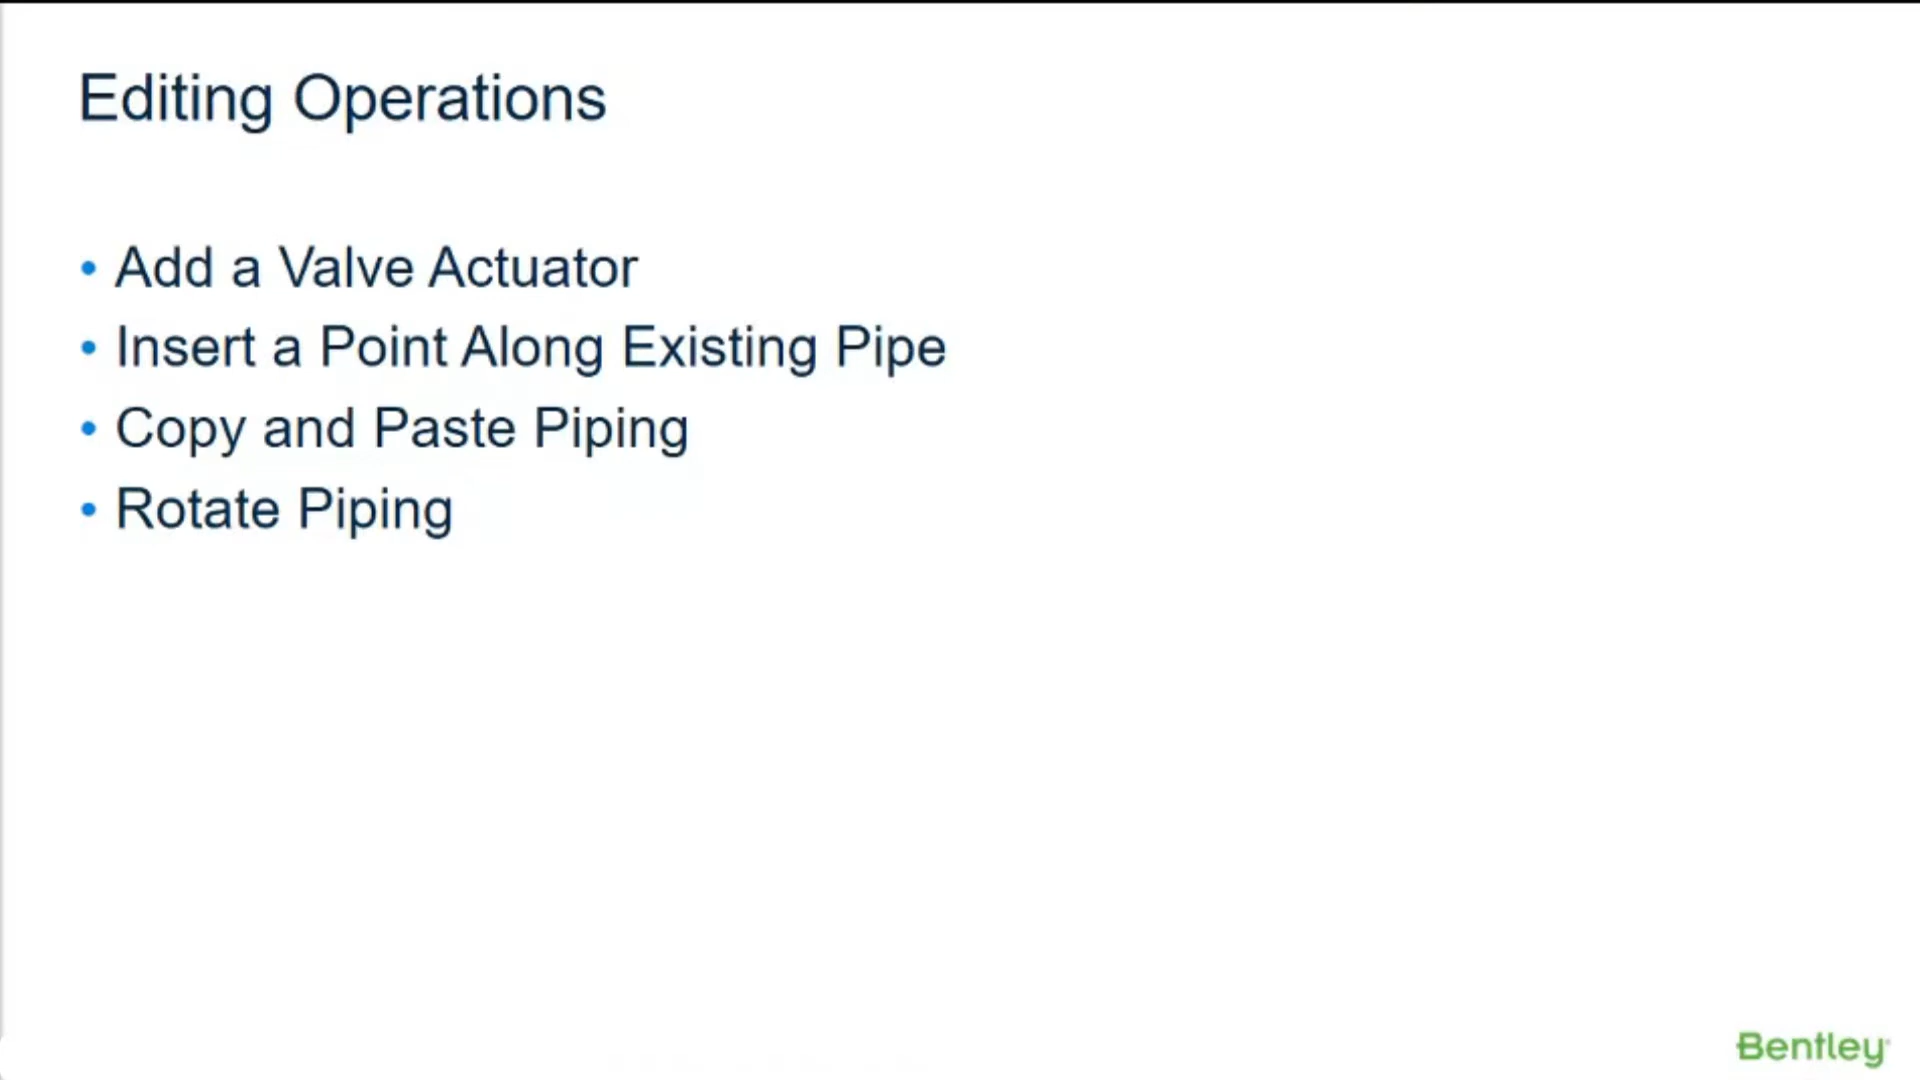 Editing Operations
• Add a Valve Actuator
• Insert a Point Along Existing Pipe
• Copy and Paste Piping
• Rotate Piping
Bentley